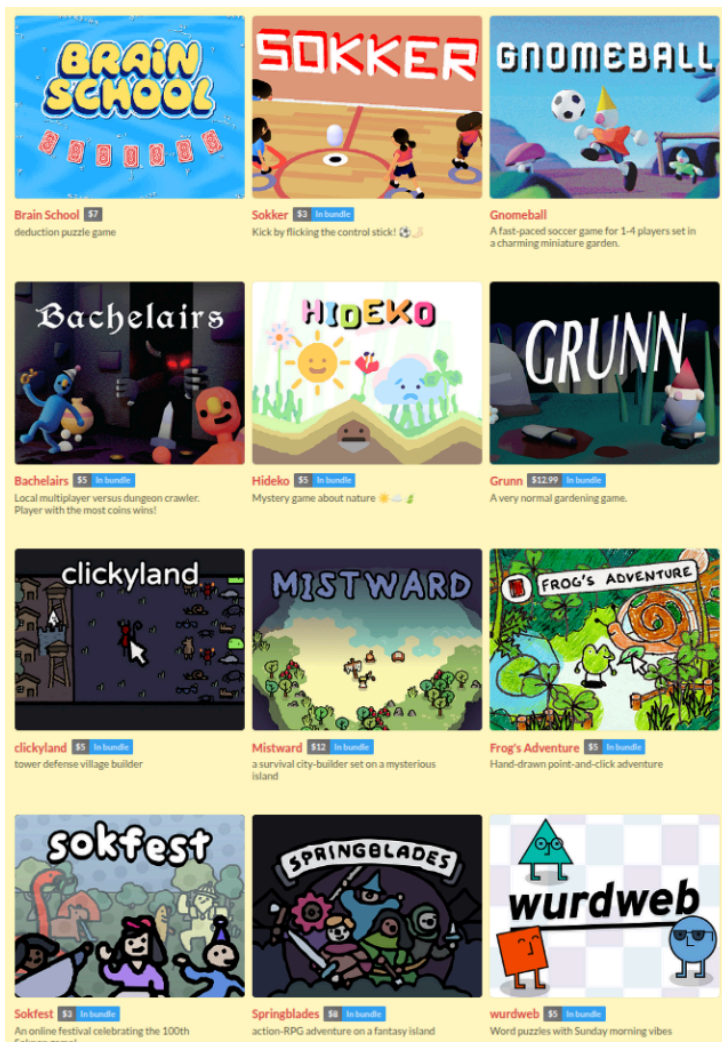 BRAIN
SCHOOL
SOKKER
GNOMEBALL
Brain School $7
deduction puzzle game
Sokker $3 In bundle
Kick by flicking the control stick! ⚽🦶🏻
Gnomeball
A fast-paced soccer game for 1-4 players set in
a charming miniature garden.
Bachelairs
HIDEKO
GRUNN
Bachelairs $5 In bundle
Local multiplayer versus dungeon crawler.
Player with the most coins wins!
Hideko $5 In bundle
Mystery game about nature ☀️☁️🌿
Grunn $12.99 In bundle
A very normal gardening game.
clickyland
MISTWARD
FROG'S ADVENTURE
clickyland $5 In bundle
tower defense village builder
Mistward $12 In bundle
a survival city-builder set on a mysterious
island
Frog's Adventure $5 In bundle
Hand-drawn point-and-click adventure
sokfest
SPRINGBLADES
wurdweb
Sokfest $3 In bundle
An online festival celebrating the 100th
Springblades $8 In bundle
action-RPG adventure on a fantasy island
wurdweb $5 In bundle
Word puzzles with Sunday morning vibes